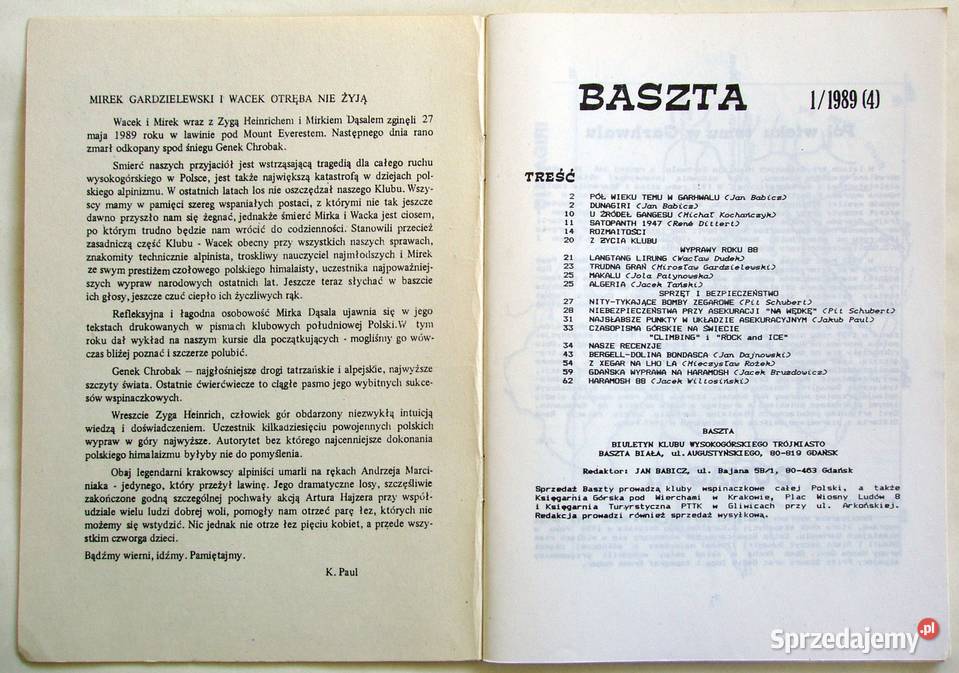 MIREK GARDZIELEWSKI I WACEK OTRĘBA NIE ŻYJĄ
Wacek i Mirek wraz z Zygą Heinrichem i Mirkiem Dąsalem zginęli 27
maja 1989 roku w lawinie pod Mount Everestem. Następnego dnia rano
zmarł odkopany spod śniegu Genek Chrobak.
Smierć naszych przyjaciół jest wstrząsającą tragedią dla całego ruchu
wysokogórskiego w Polsce, jest także największą katastrofą w dziejach pol-
skiego alpinizmu. W ostatnich latach los nie oszczędzał naszego Klubu. Wszy-
scy mamy w pamięci szereg wspaniałych postaci, z którymi nie tak jeszcze
dawno przyszło nam się żegnać, jednakże śmierć Mirka i Wacka jest ciosem,
po którym trudno będzie nam wrócić do codzienności. Stanowili przecież
zasadniczą część Klubu - Wacek obecny przy wszystkich naszych sprawach,
znakomity technicznie alpinista, troskliwy nauczyciel najmłodszych i Mirek
ze swym prestiżem czołowego polskiego himalaisty, uczestnika najpoważniej-
szych wypraw narodowych ostatnich lat. Jeszcze teraz słychać w baszcie
ich głosy, jeszcze czuć ciepło ich życzliwych rąk.
Refleksyjna i łagodna osobowość Mirka Dąsala ujawnia się w jego
tekstach drukowanych w pismach klubowych południowej Polski.W tym
roku dał wykład na naszym kursie dla początkujących - mogliśmy go wów-
czas bliżej poznać i szczerze polubić.
Genek Chrobak — najgłośniejsze drogi tatrzańskie i alpejskie, najwyższe
szczyty świata. Ostatnie ćwierćwiecze to ciągłe pasmo jego wybitnych sukce-
sów wspinaczkowych.
Wreszcie Zyga Heinrich, człowiek gór obdarzony niezwykłą intuicją
wiedzą i doświadczeniem. Uczestnik kilkadziesięciu powojennych polskich
wypraw w góry najwyższe. Autorytet bez którego najcenniejsze dokonania
polskiego himalaizmu byłyby nie do pomyślenia.
Obaj legendarni krakowscy alpiniści umarli na rękach Andrzeja Marci-
niaka - jedynego, który przeżył lawinę. Jego dramatyczne losy, szczęśliwie
zakończone godną szczególnej pochwały akcją Artura Hajzera przy współ-
udziale wielu ludzi dobrej woli, pomogły nam otrzeć parę łez, których nie
możemy się wstydzić. Nic jednak nie otrze łez pięciu kobiet, a przede wszy-
stkim czworga dzieci.
Bądźmy wierni, idźmy. Pamiętajmy.
K. Paul
BASZTA 1/1989 (4)
TREŚĆ
2 PÓŁ WIEKU TEMU W GARHWALU (Jan Babicz)
2 DUNAGIRI (Jan Babicz)
10 U ŹRÓDEŁ GANGESU (Michał Kochańczyk)
11 SATOPANTH 1947 (René Dittert)
14 ROZMAITOŚCI
20 Z ŻYCIA KLUBU
WYPRAWY ROKU 88
21 LANGTANG LIRUNG (Wacław Dudek)
23 TRUDNA GRAŃ (Mirosław Gardzielewski)
25 MAKALU (Jola Patynowska)
25 ALGERIA (Jacek Tański)
SPRZĘT I BEZPIECZEŃSTWO
27 NITY-TYKAJĄCE BOMBY ZEGAROWE (Pit Schubert)
28 NIEBEZPIECZEŃSTWA PRZY ASEKURACJI "NA WĘDKĘ" (Pit Schubert)
31 NAJSŁABSZE PUNKTY W UKŁADZIE ASEKURACYJNYM (Jakub Paul)
33 CZASOPISMA GÓRSKIE NA ŚWIECIE
"CLIMBING" i "ROCK and ICE"
34 NASZE RECENZJE
43 BERGELL-DOLINA BONDASCA (Jan Dajnowski)
54 Z XEGAR NA LHO LA (Mieczysław Rożek)
59 GDAŃSKA WYPRAWA NA HARAMOSH (Jacek Bruzdowicz)
62 HARAMOSH 88 (Jacek Wiltosiński)
BASZTA
BIULETYN KLUBU WYSOKOGÓRSKIEGO TRÓJMIASTO
BASZTA BIAŁA, ul.AUGUSTYŃSKIEGO, 80-819 GDAŃSK
Redaktor: JAN BABICZ, ul. Bajana 5B/1, 80-463 Gdańsk
Sprzedaż Baszty prowadzą kluby wspinaczkowe całej Polski, a także
Księgarnia Górska pod Wierchami w Krakowie, Plac Wiosny Ludów 8
i Księgarnia Turyrstyczna PTTK w Gliwicach przy ul. Arkońskiej.
Redakcja prowadzi również sprzedaż wysyłkową.
Sprzedajemy.pl